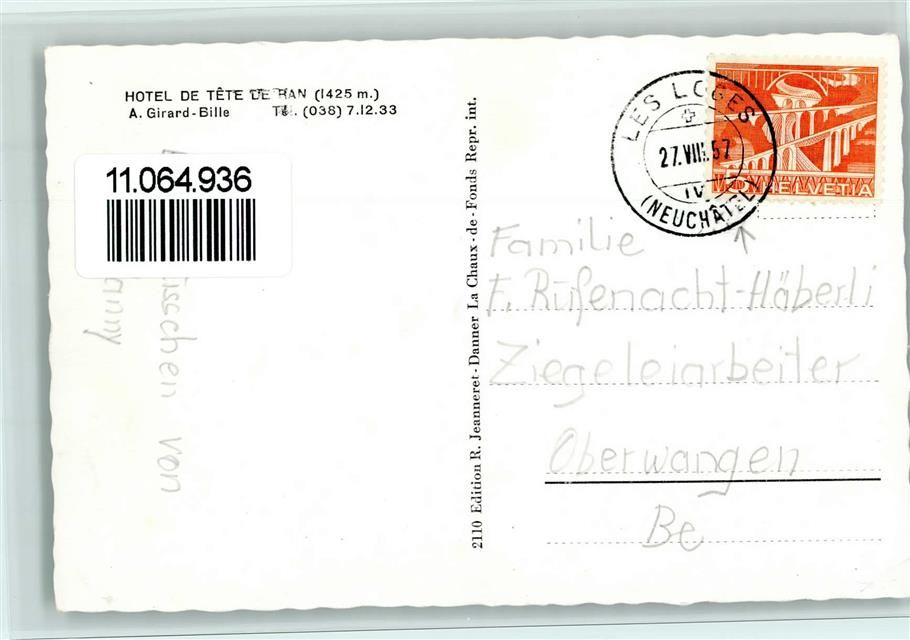 HOTEL DE TÊTE DE RAN (1425 m.)
A. Girard-Bille Tél. (038) 7.12.33
11.064.936
von
2110 Edition R. Jeanneret-Danner La Chaux-de-Fonds Repr. int.
LES LOGES
27.VIII.57
IV
(NEUCHÂTEL)
HELVETIA
Familie
F. Rüfenacht-Häberli
Ziegeleiarbeiter
Oberwangen
Be